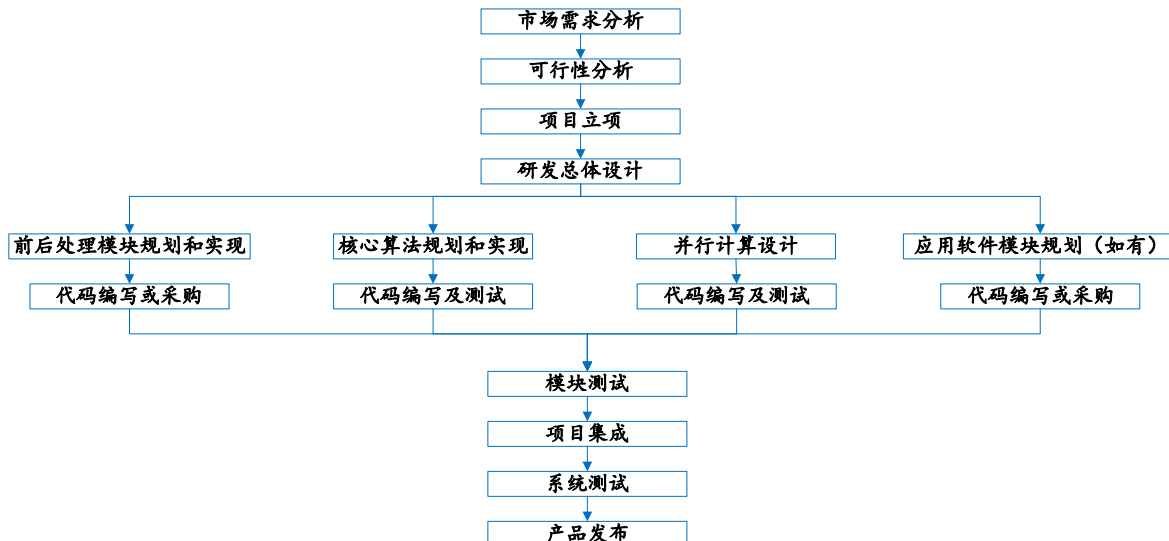 市场需求分析
可行性分析
项目立项
研发总体设计
前后处理模块规划和实现
核心算法规划和实现
并行计算设计
应用软件模块规划（如有）
代码编写或采购
代码编写及测试
代码编写及测试
代码编写或采购
模块测试
项目集成
系统测试
产品发布